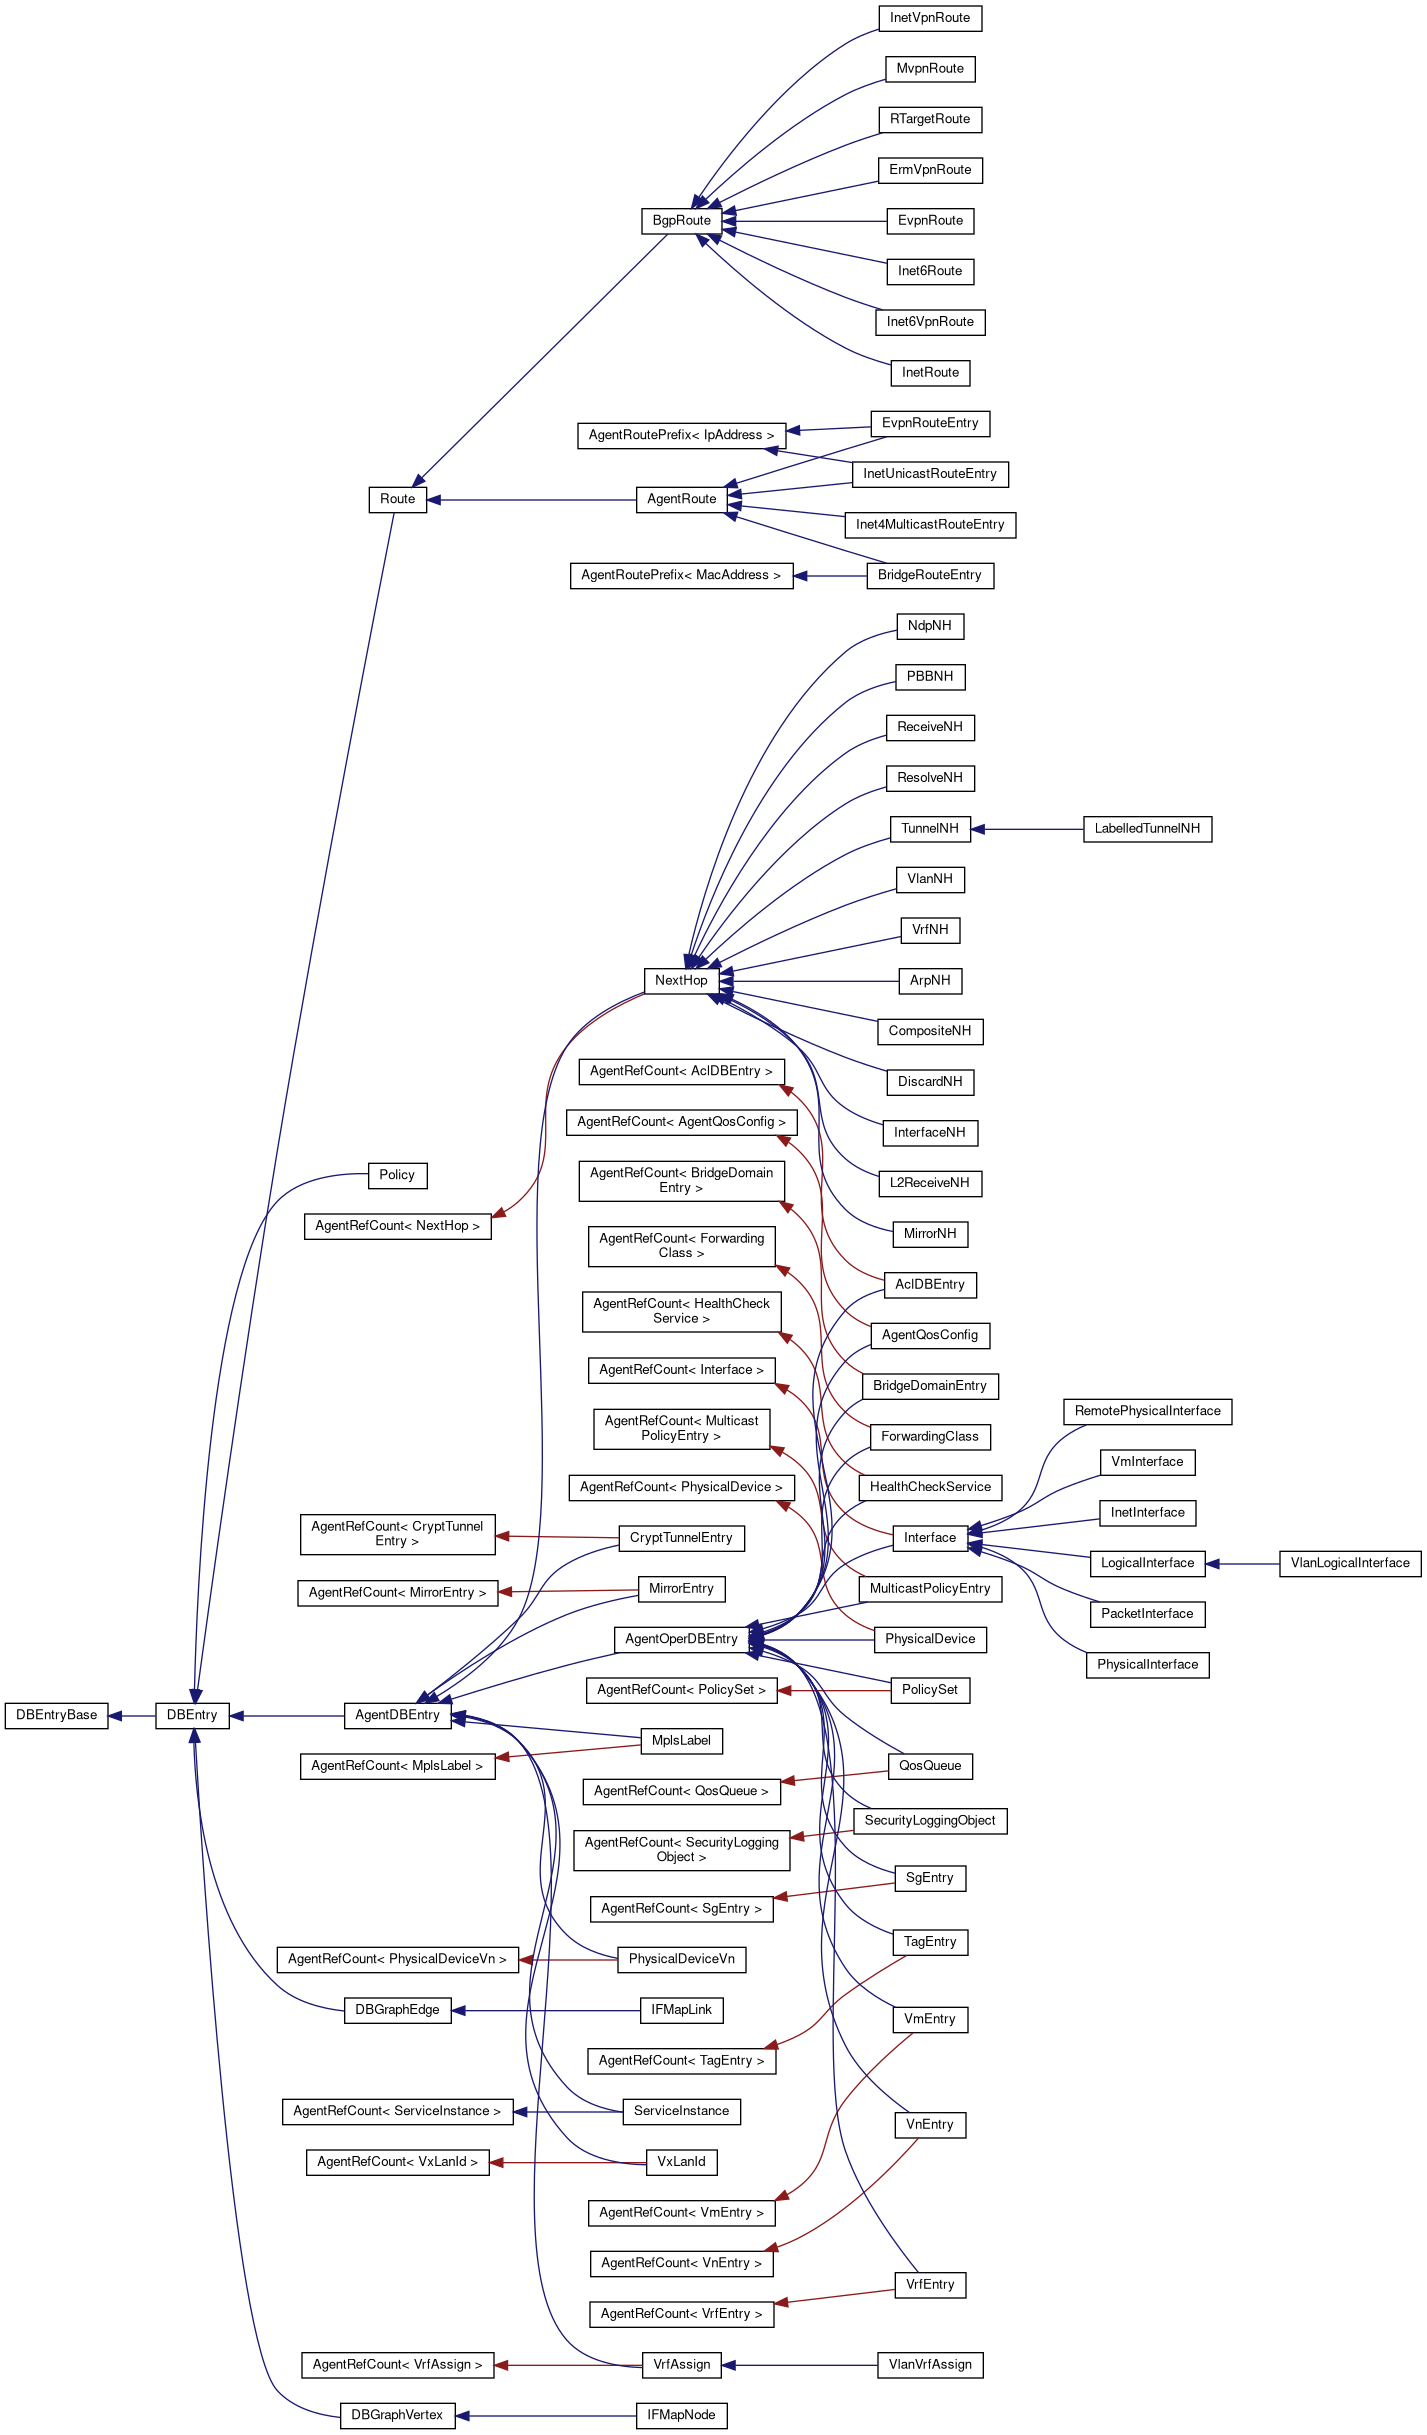 InetVpnRoute
MvpnRoute
RTargetRoute
ErmVpnRoute
BgpRoute
EvpnRoute
Inet6Route
Inet6VpnRoute
InetRoute
EvpnRouteEntry
AgentRoutePrefix< IpAddress >
InetUnicastRouteEntry
Route
AgentRoute
Inet4MulticastRouteEntry
AgentRoutePrefix< MacAddress >
BridgeRouteEntry
NdpNH
PBBNH
ReceiveNH
ResolveNH
TunnelNH
LabelledTunnelNH
VlanNH
VrfNH
NextHop
ArpNH
CompositeNH
AgentRefCount< AclDBEntry >
DiscardNH
AgentRefCount< AgentQosConfig >
InterfaceNH
Policy
AgentRefCount< BridgeDomain
Entry >
L2ReceiveNH
AgentRefCount< NextHop >
MirrorNH
AgentRefCount< Forwarding
Class >
AclDBEntry
AgentRefCount< HealthCheck
Service >
AgentQosConfig
AgentRefCount< Interface >
BridgeDomainEntry
RemotePhysicalInterface
AgentRefCount< Multicast
PolicyEntry >
ForwardingClass
VmInterface
AgentRefCount< PhysicalDevice >
HealthCheckService
InetInterface
AgentRefCount< CryptTunnel
Entry >
CryptTunnelEntry
Interface
LogicalInterface
VlanLogicalInterface
AgentRefCount< MirrorEntry >
MirrorEntry
MulticastPolicyEntry
PacketInterface
AgentOperDBEntry
PhysicalDevice
PhysicalInterface
AgentRefCount< PolicySet >
PolicySet
DBEntryBase
DBEntry
AgentDBEntry
MplsLabel
AgentRefCount< MplsLabel >
QosQueue
AgentRefCount< QosQueue >
SecurityLoggingObject
AgentRefCount< SecurityLogging
Object >
SgEntry
AgentRefCount< SgEntry >
TagEntry
AgentRefCount< PhysicalDeviceVn >
PhysicalDeviceVn
DBGraphEdge
IFMapLink
VmEntry
AgentRefCount< TagEntry >
AgentRefCount< ServiceInstance >
ServiceInstance
VnEntry
AgentRefCount< VxLanId >
VxLanId
AgentRefCount< VmEntry >
AgentRefCount< VnEntry >
VrfEntry
AgentRefCount< VrfEntry >
AgentRefCount< VrfAssign >
VrfAssign
VlanVrfAssign
DBGraphVertex
IFMapNode